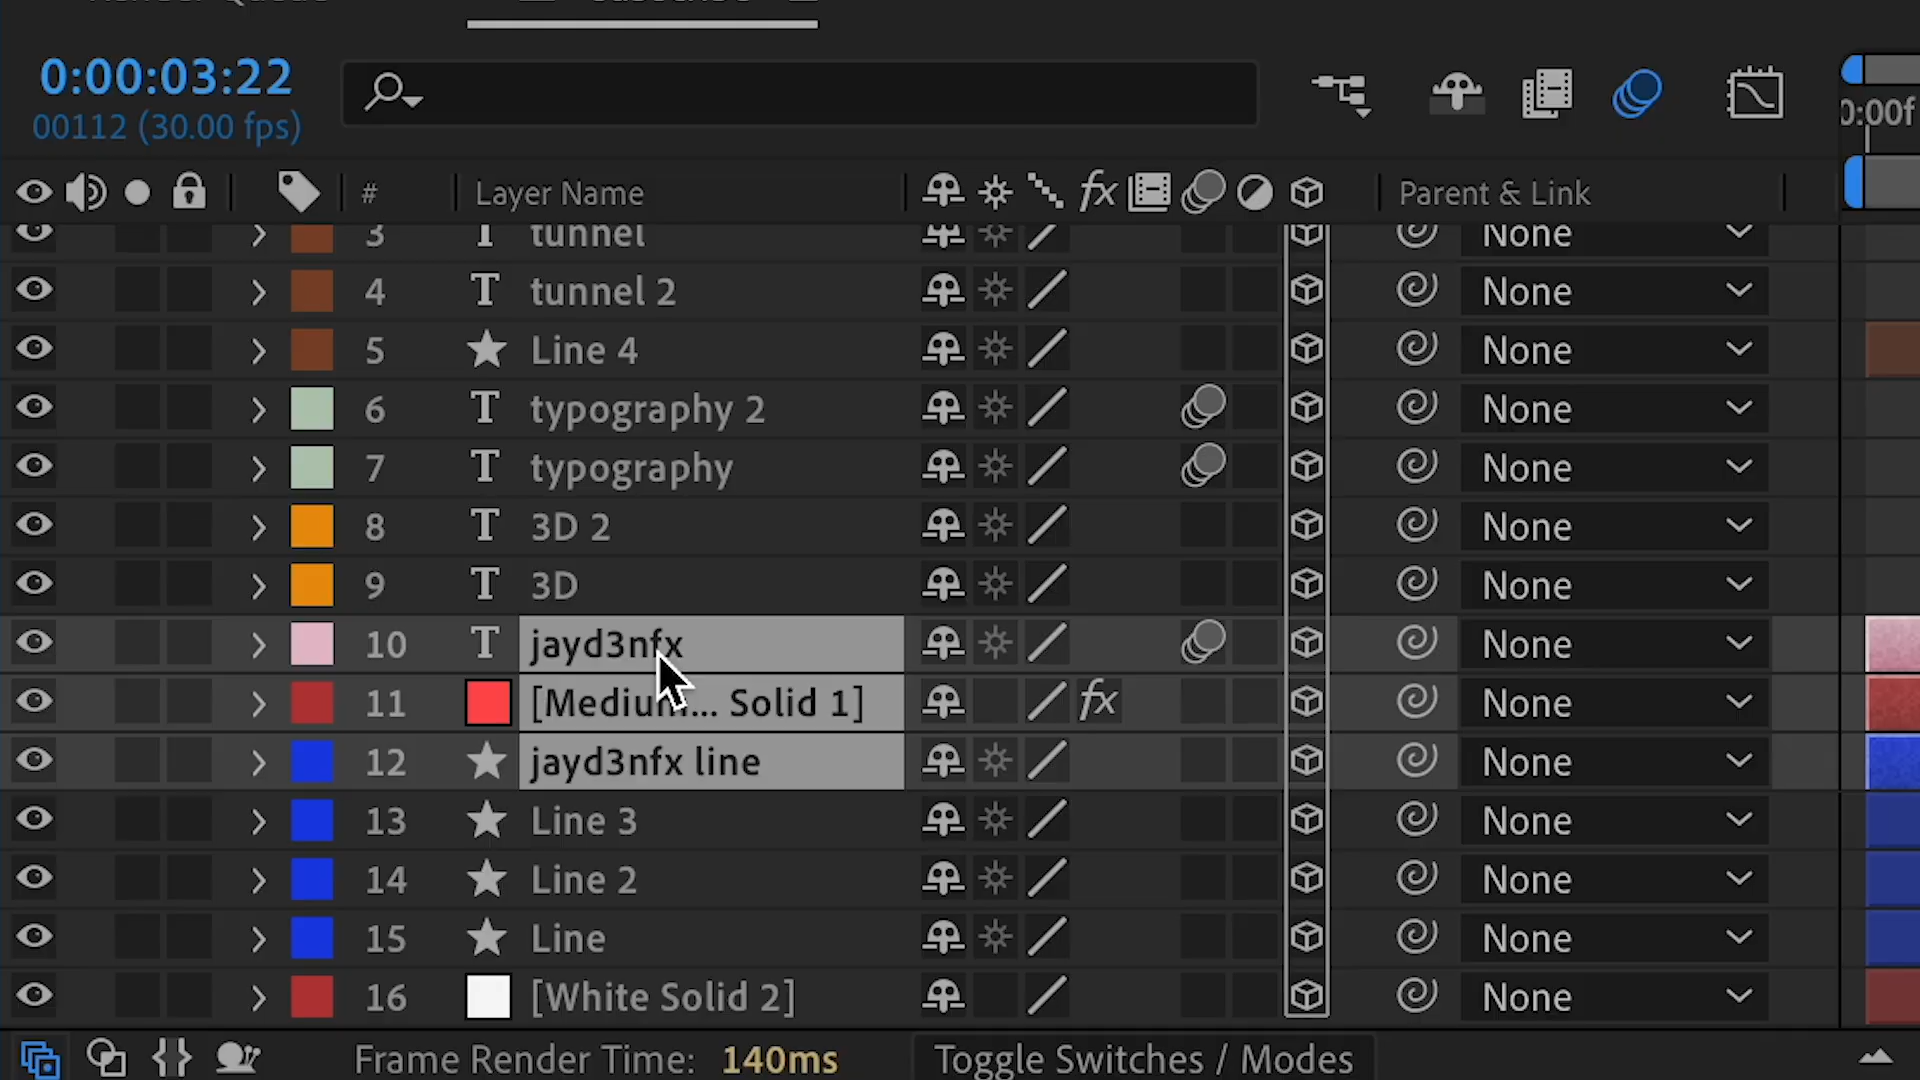 0:00:03:22
00112 (30.00 fps)
0:00f
# Layer Name fx Parent & Link
3 T tunnel None
4 T tunnel 2 None
5 Line 4 None
6 T typography 2 None
7 T typography None
8 T 3D 2 None
9 T 3D None
10 T jayd3nfx None
11 [Medium... Solid 1] fx None
12 jayd3nfx line None
13 Line 3 None
14 Line 2 None
15 Line None
16 [White Solid 2] None
Frame Render Time: 140ms Toggle Switches / Modes